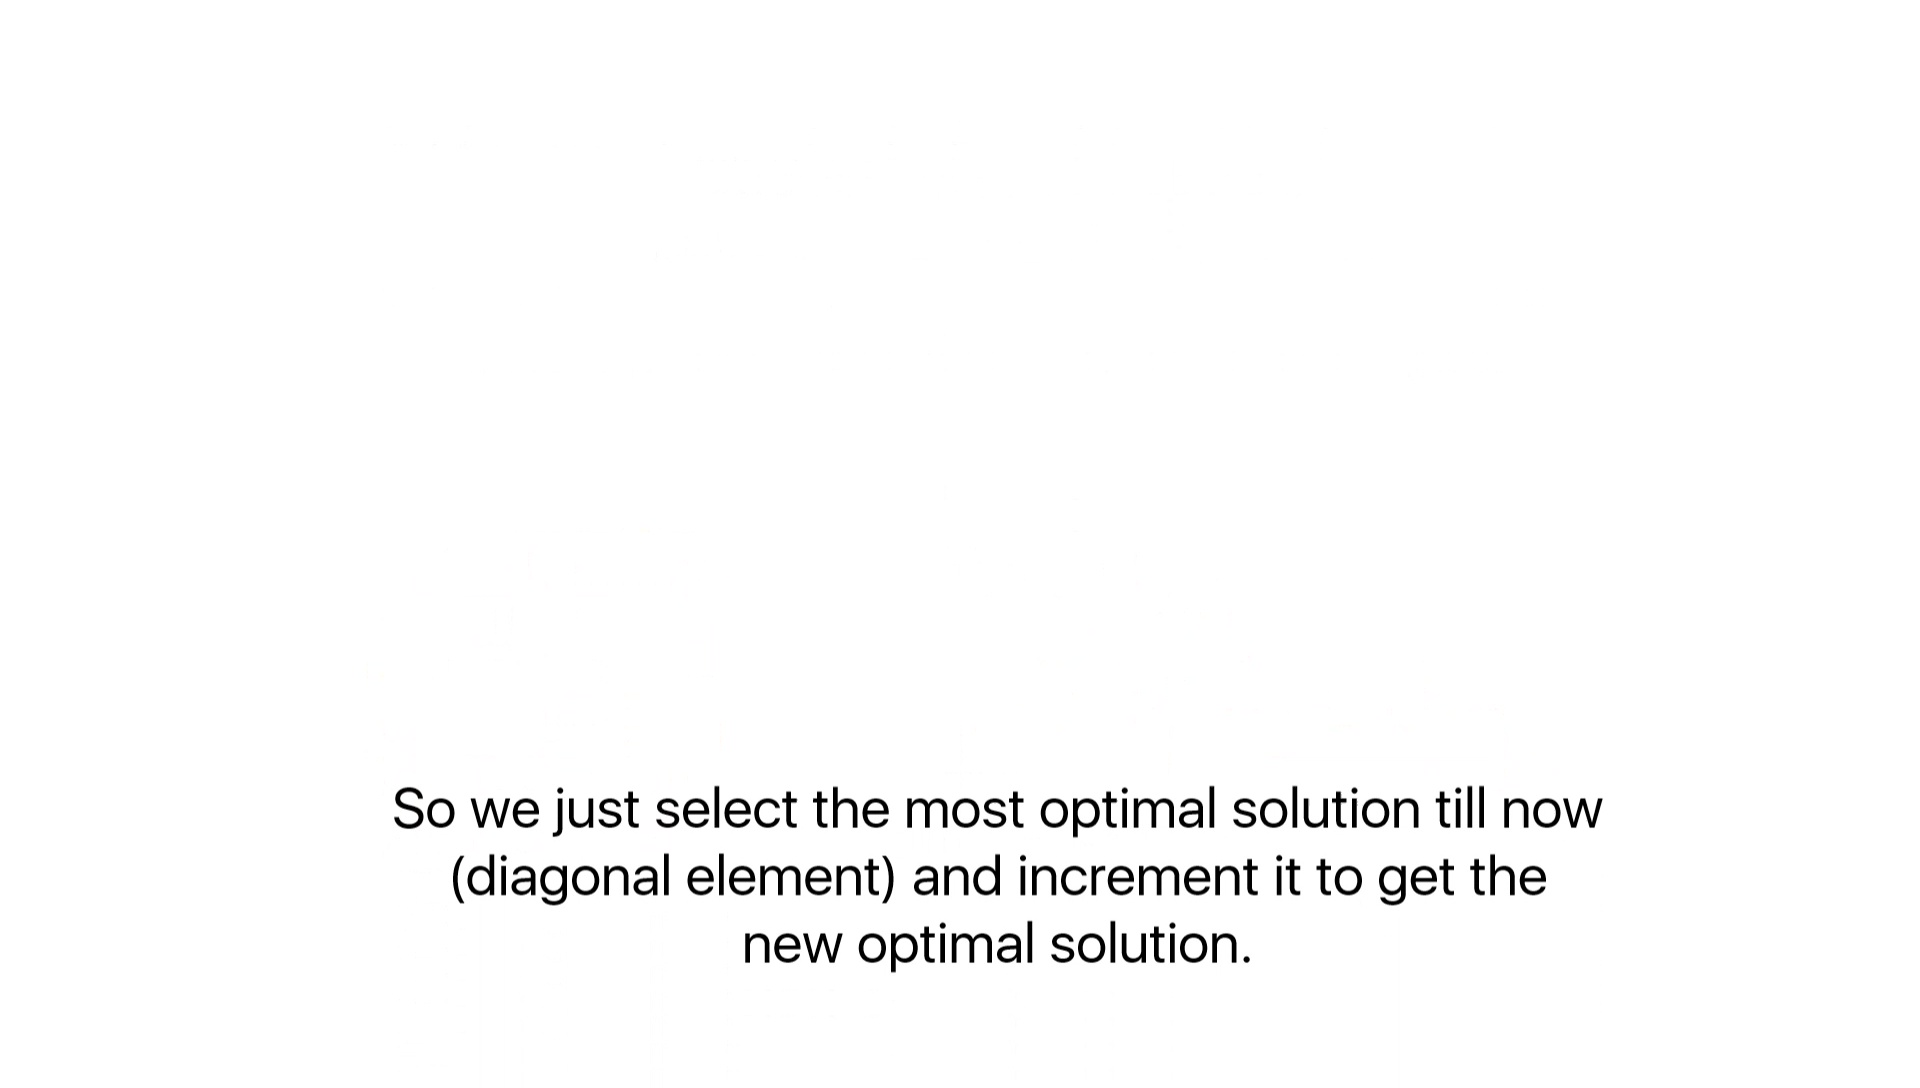 So we just select the most optimal solution till now
(diagonal element) and increment it to get the
new optimal solution.